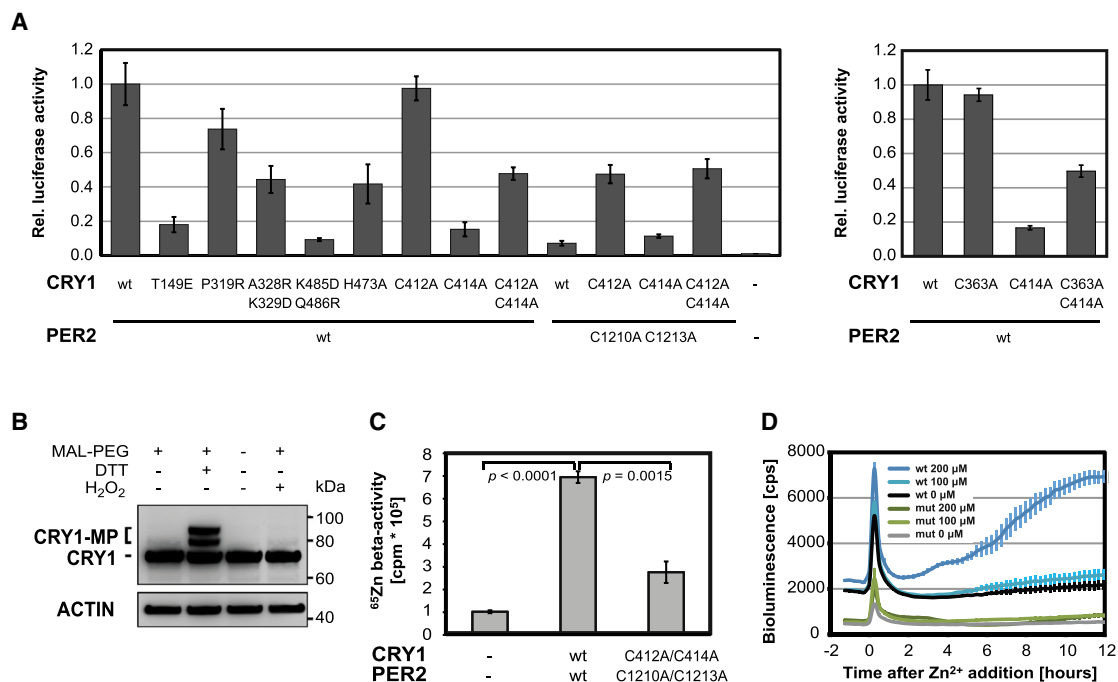 A
Rel. luciferase activity
1.2
1.0
0.8
0.6
0.4
0.2
0.0
CRY1 wt T149E P319R A328R K485D H473A C412A C414A C412A wt C412A C414A C412A -
K329D Q486R C414A C414A
PER2 wt C1210A C1213A -
Rel. luciferase activity
1.2
1.0
0.8
0.6
0.4
0.2
0.0
CRY1 wt C363A C414A C363A
C414A
PER2 wt
B
MAL-PEG + + - +
DTT - + - -
H2O2 - - - + kDa
CRY1-MP
CRY1
100
80
60
ACTIN
40
C
65Zn beta-activity
[cpm * 10⁵]
8
7
6
5
4
3
2
1
0
p < 0.0001 p = 0.0015
CRY1 - wt C412A/C414A
PER2 - wt C1210A/C1213A
D
Bioluminescence [cps]
8000
6000
4000
2000
0
wt 200 µM
wt 100 µM
wt 0 µM
mut 200 µM
mut 100 µM
mut 0 µM
-2 0 2 4 6 8 10 12
Time after Zn²⁺ addition [hours]